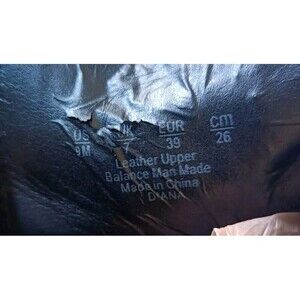 US UK EUR cm
9M 7 39 26
Leather Upper
Balance Man Made
Made in China
DIANA